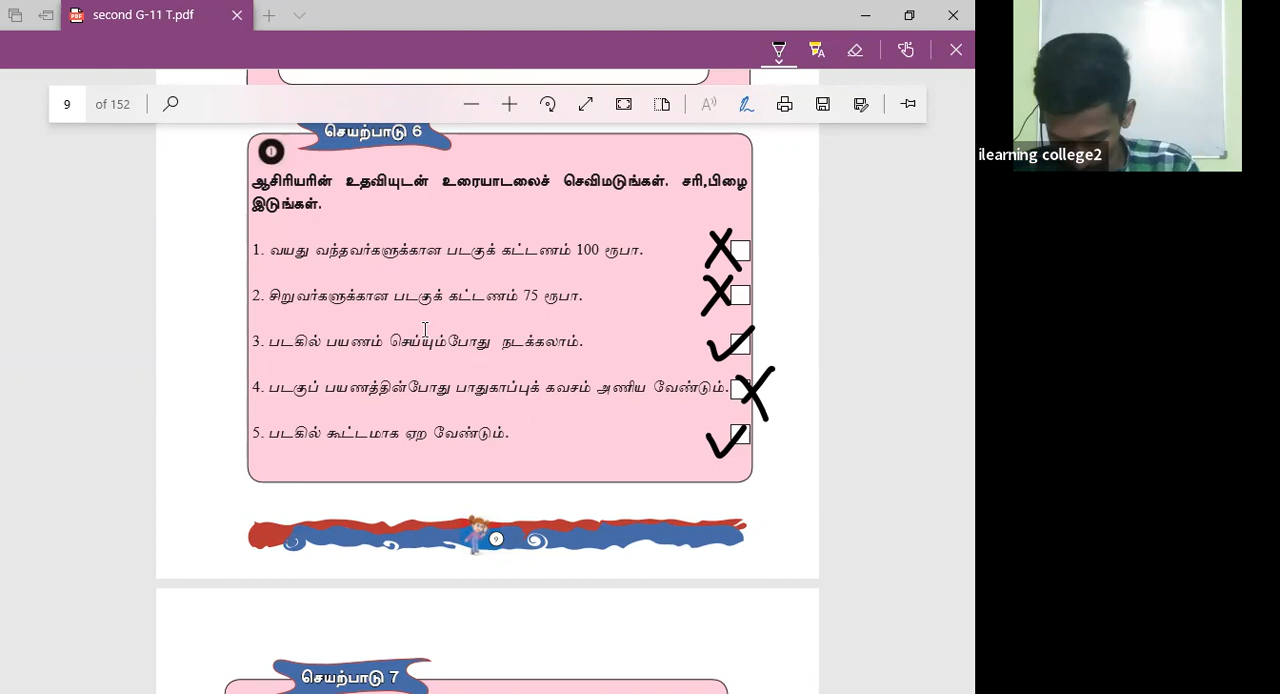 second G-11 T.pdf
9 of 152
ilearning college2
செயற்பாடு 6
ஆசிரியரின் உதவியுடன் உரையாடலைச் செவிமடுங்கள். சரி,பிழை
இடுங்கள்.
1. வயது வந்தவர்களுக்கான படகுக் கட்டணம் 100 ரூபா.
2. சிறுவர்களுக்கான படகுக் கட்டணம் 75 ரூபா.
3. படகில் பயணம் செய்யும்போது நடக்கலாம்.
4. படகுப் பயணத்தின்போது பாதுகாப்புக் கவசம் அணிய வேண்டும்.
5. படகில் கூட்டமாக ஏற வேண்டும்.
9
செயற்பாடு 7